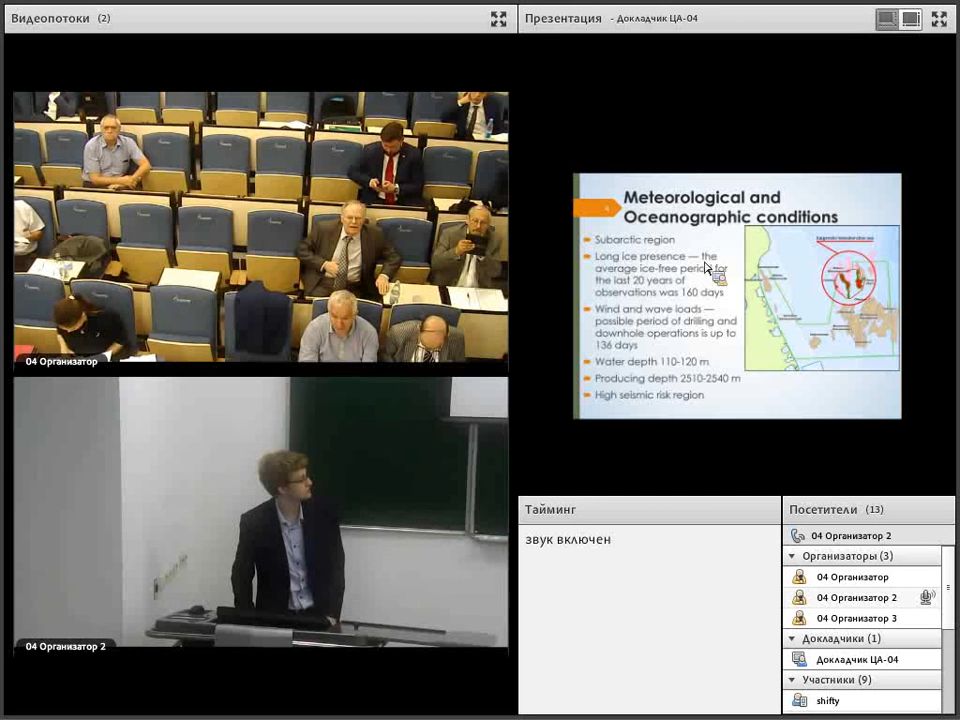 Видеопотоки (2)
04 Организатор
04 Организатор 2
Презентация - Докладчик ЦА-04
4
Meteorological and
Oceanographic conditions
Subarctic region
Long ice presence — the
average ice-free period for
the last 20 years of
observations was 160 days
Wind and wave loads —
possible period of drilling and
downhole operations is up to
136 days
Water depth 110-120 m
Producing depth 2510-2540 m
High seismic risk region
Тайминг
звук включен
Посетители (13)
04 Организатор 2
Организаторы (3)
04 Организатор
04 Организатор 2
04 Организатор 3
Докладчики (1)
Докладчик ЦА-04
Участники (9)
shifty